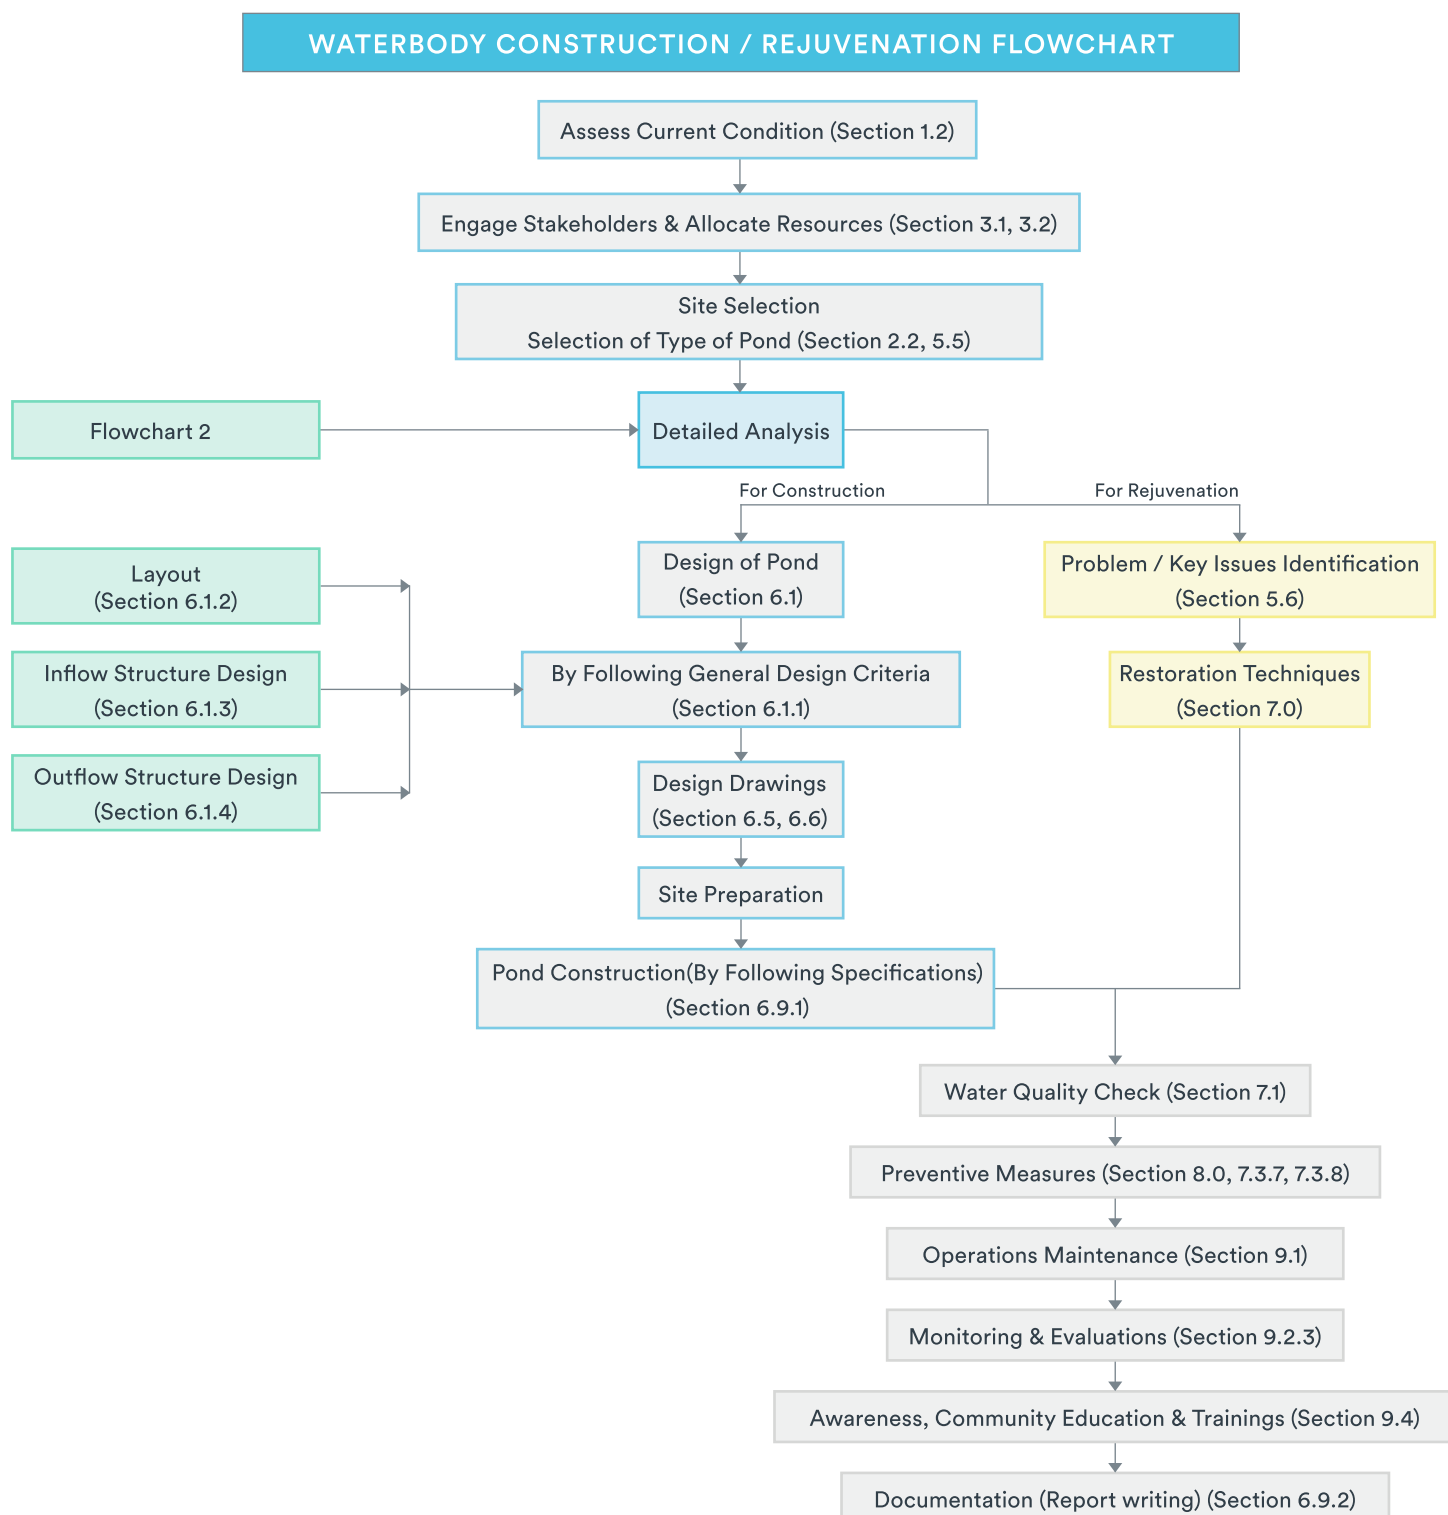 WATERBODY CONSTRUCTION / REJUVENATION FLOWCHART
Assess Current Condition (Section 1.2)
Engage Stakeholders & Allocate Resources (Section 3.1, 3.2)
Site Selection
Selection of Type of Pond (Section 2.2, 5.5)
Flowchart 2
Detailed Analysis
For Construction
For Rejuvenation
Layout
(Section 6.1.2)
Design of Pond
(Section 6.1)
Problem / Key Issues Identification
(Section 5.6)
Inflow Structure Design
(Section 6.1.3)
By Following General Design Criteria
(Section 6.1.1)
Restoration Techniques
(Section 7.0)
Outflow Structure Design
(Section 6.1.4)
Design Drawings
(Section 6.5, 6.6)
Site Preparation
Pond Construction(By Following Specifications)
(Section 6.9.1)
Water Quality Check (Section 7.1)
Preventive Measures (Section 8.0, 7.3.7, 7.3.8)
Operations Maintenance (Section 9.1)
Monitoring & Evaluations (Section 9.2.3)
Awareness, Community Education & Trainings (Section 9.4)
Documentation (Report writing) (Section 6.9.2)